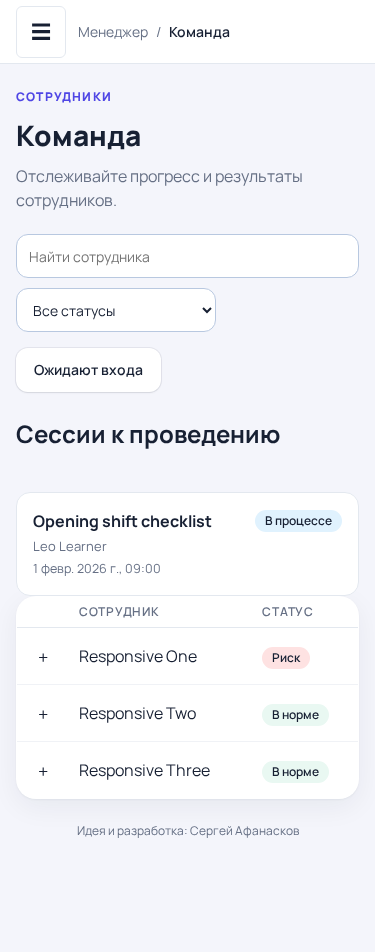 ☰ Менеджер / Команда
СОТРУДНИКИ
Команда
Отслеживайте прогресс и результаты
сотрудников.
Найти сотрудника
Все статусы
Ожидают входа
Сессии к проведению
Opening shift checklist В процессе
Leo Learner
1 февр. 2026 г., 09:00
СОТРУДНИК СТАТУС
+ Responsive One Риск
+ Responsive Two В норме
+ Responsive Three В норме
Идея и разработка: Сергей Афанасков